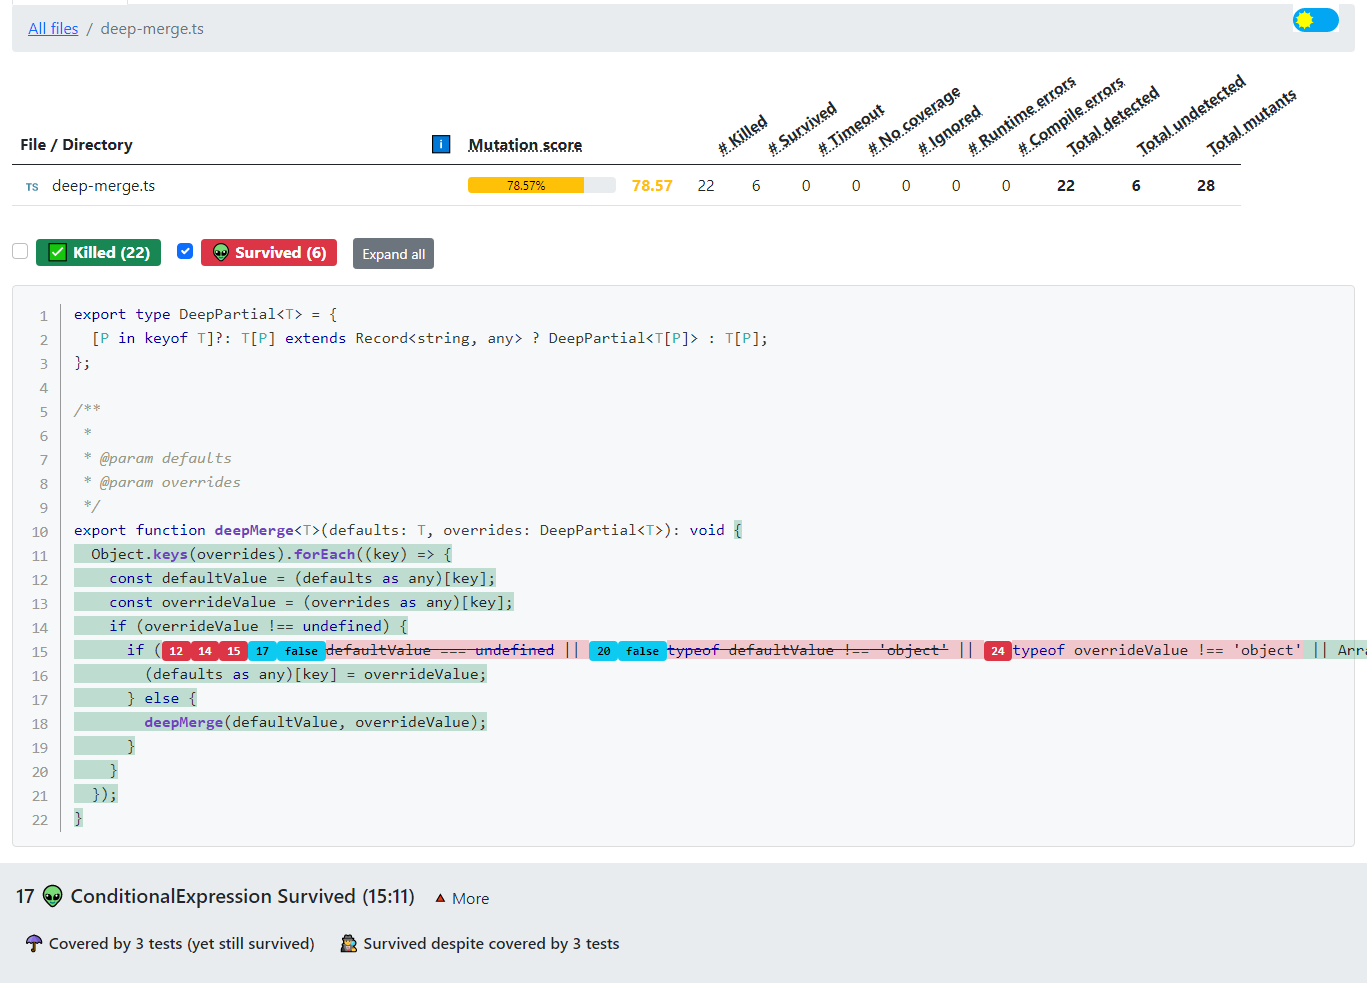 All files / deep-merge.ts
File / Directory
Mutation score
# Killed
# Survived
# Timeout
# No coverage
# Ignored
# Runtime errors
# Compile errors
Total detected
Total undetected
Total mutants
TS deep-merge.ts 78.57% 78.57 22 6 0 0 0 0 0 22 6 28
Killed (22) Survived (6) Expand all
1 export type DeepPartial<T> = {
2 [P in keyof T]?: T[P] extends Record<string, any> ? DeepPartial<T[P]> : T[P];
3 };
4
5 /**
6 *
7 * @param defaults
8 * @param overrides
9 */
10 export function deepMerge<T>(defaults: T, overrides: DeepPartial<T>): void {
11 Object.keys(overrides).forEach((key) => {
12 const defaultValue = (defaults as any)[key];
13 const overrideValue = (overrides as any)[key];
14 if (overrideValue !== undefined) {
15 if (12 14 15 17 false defaultValue === undefined || 20 false typeof defaultValue !== 'object' || 24 typeof overrideValue !== 'object' || Arr
16 (defaults as any)[key] = overrideValue;
17 } else {
18 deepMerge(defaultValue, overrideValue);
19 }
20 }
21 });
22 }
17 ConditionalExpression Survived (15:11) More
Covered by 3 tests (yet still survived) Survived despite covered by 3 tests